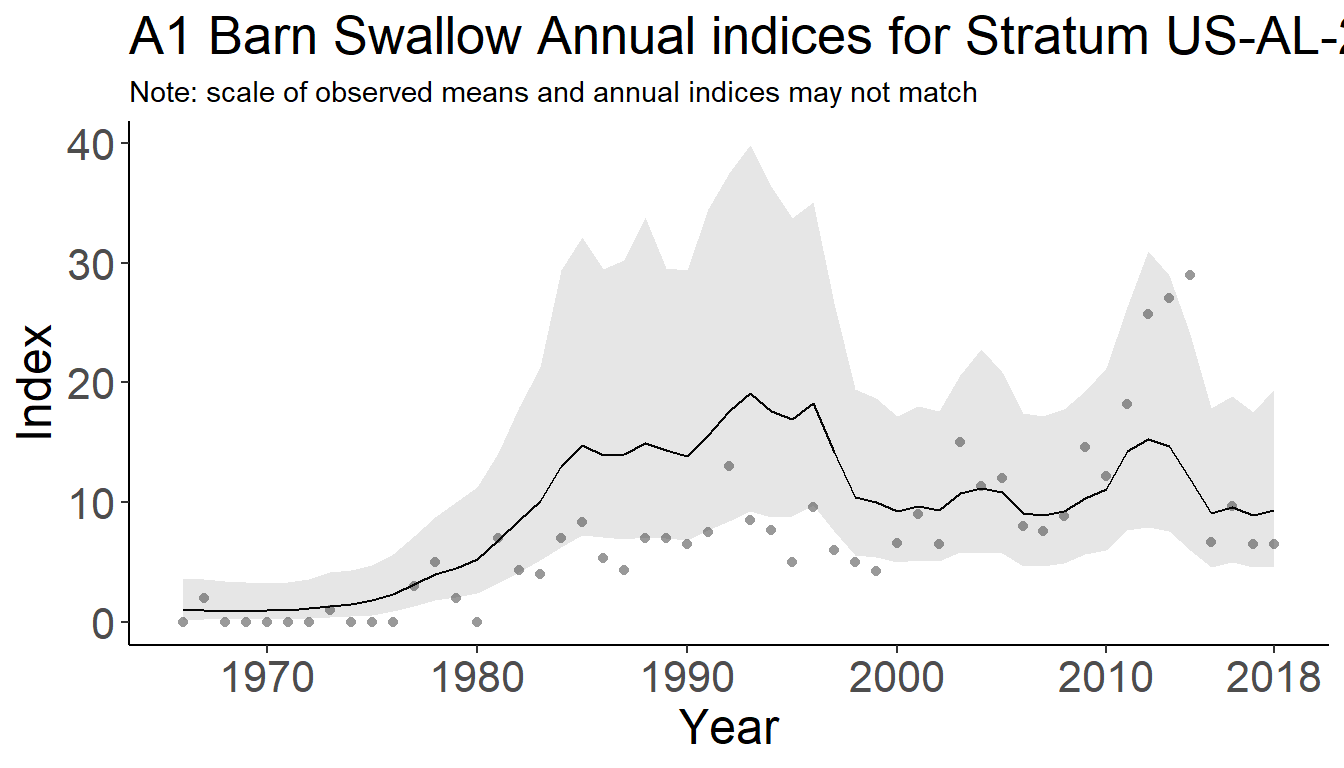 A1 Barn Swallow Annual indices for Stratum US-AL-
Note: scale of observed means and annual indices may not match
40
30
20
10
0
Index
1970 1980 1990 2000 2010 2018
Year